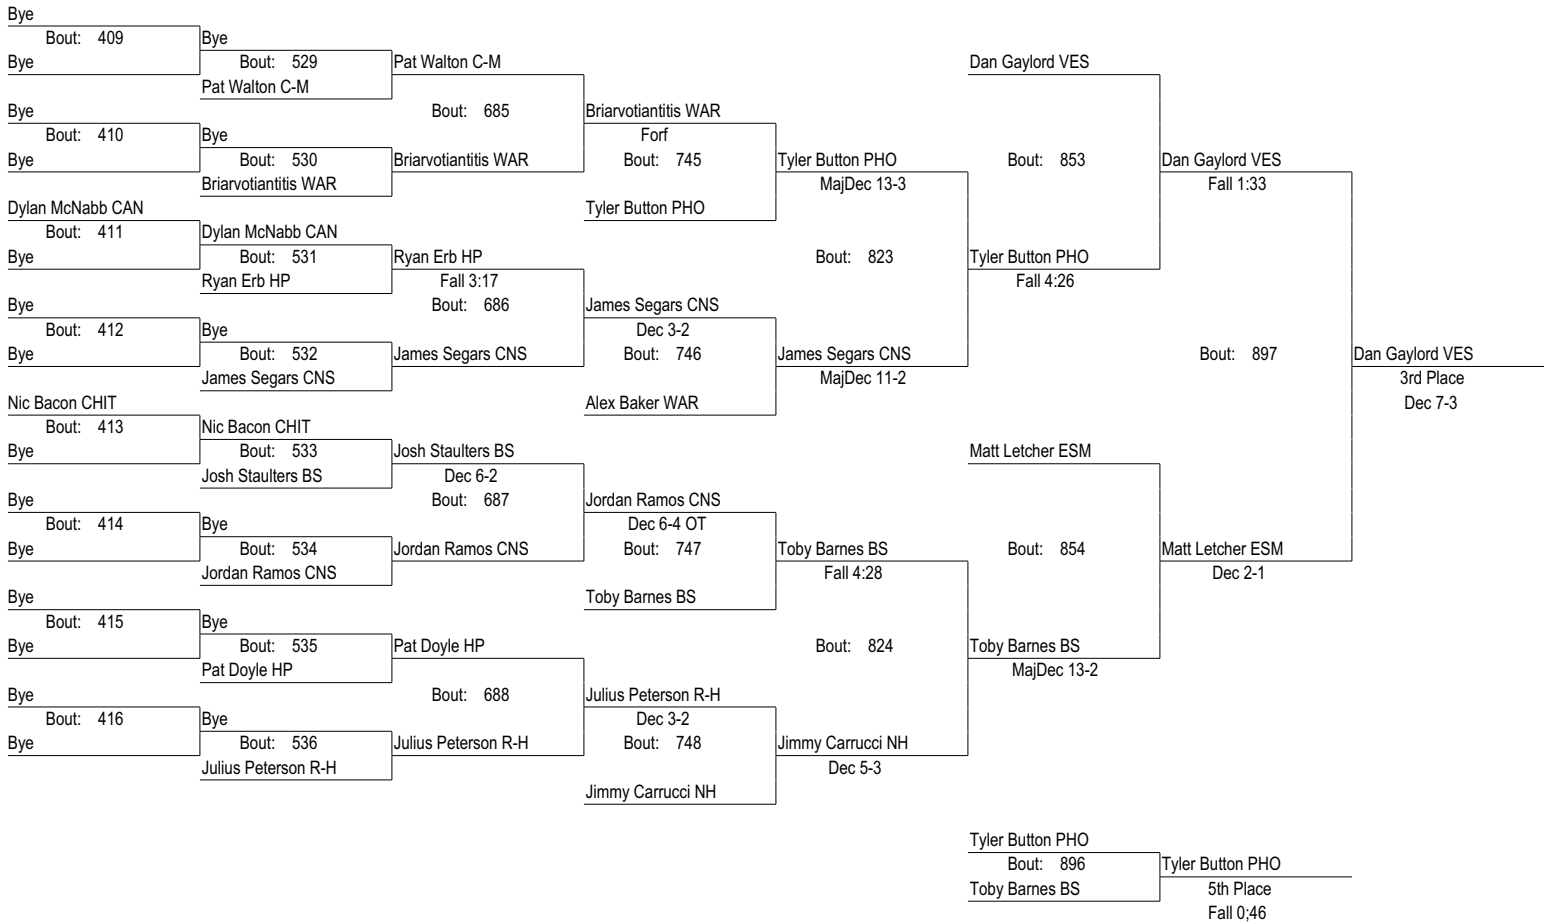 Bye
Bout: 409
Bye
Bye
Bout: 410
Bye
Dylan McNabb CAN
Bout: 411
Bye
Bye
Bout: 412
Bye
Nic Bacon CHIT
Bout: 413
Bye
Bye
Bout: 414
Bye
Bye
Bout: 415
Bye
Bye
Bout: 416
Bye
Bye
Bout: 529
Pat Walton C-M
Bye
Bout: 530
Briarvotiantitis WAR
Dylan McNabb CAN
Bout: 531
Ryan Erb HP
Bye
Bout: 532
James Segars CNS
Nic Bacon CHIT
Bout: 533
Josh Staulters BS
Bye
Bout: 534
Jordan Ramos CNS
Bye
Bout: 535
Pat Doyle HP
Bye
Bout: 536
Julius Peterson R-H
Pat Walton C-M
Bout: 685
Briarvotiantitis WAR
Ryan Erb HP
Fall 3:17
Bout: 686
James Segars CNS
Josh Staulters BS
Dec 6-2
Bout: 687
Jordan Ramos CNS
Pat Doyle HP
Bout: 688
Julius Peterson R-H
Briarvotiantitis WAR
Forf
Bout: 745
Tyler Button PHO
James Segars CNS
Dec 3-2
Bout: 746
Alex Baker WAR
Jordan Ramos CNS
Dec 6-4 OT
Bout: 747
Toby Barnes BS
Julius Peterson R-H
Dec 3-2
Bout: 748
Jimmy Carrucci NH
Tyler Button PHO
MajDec 13-3
Bout: 823
James Segars CNS
MajDec 11-2
Toby Barnes BS
Fall 4:28
Bout: 824
Jimmy Carrucci NH
Dec 5-3
Dan Gaylord VES
Bout: 853
Tyler Button PHO
Fall 4:26
Matt Letcher ESM
Bout: 854
Toby Barnes BS
MajDec 13-2
Dan Gaylord VES
Fall 1:33
Bout: 897
Matt Letcher ESM
Dec 2-1
Dan Gaylord VES
3rd Place
Dec 7-3
Tyler Button PHO
Bout: 896
Toby Barnes BS
Tyler Button PHO
5th Place
Fall 0;46